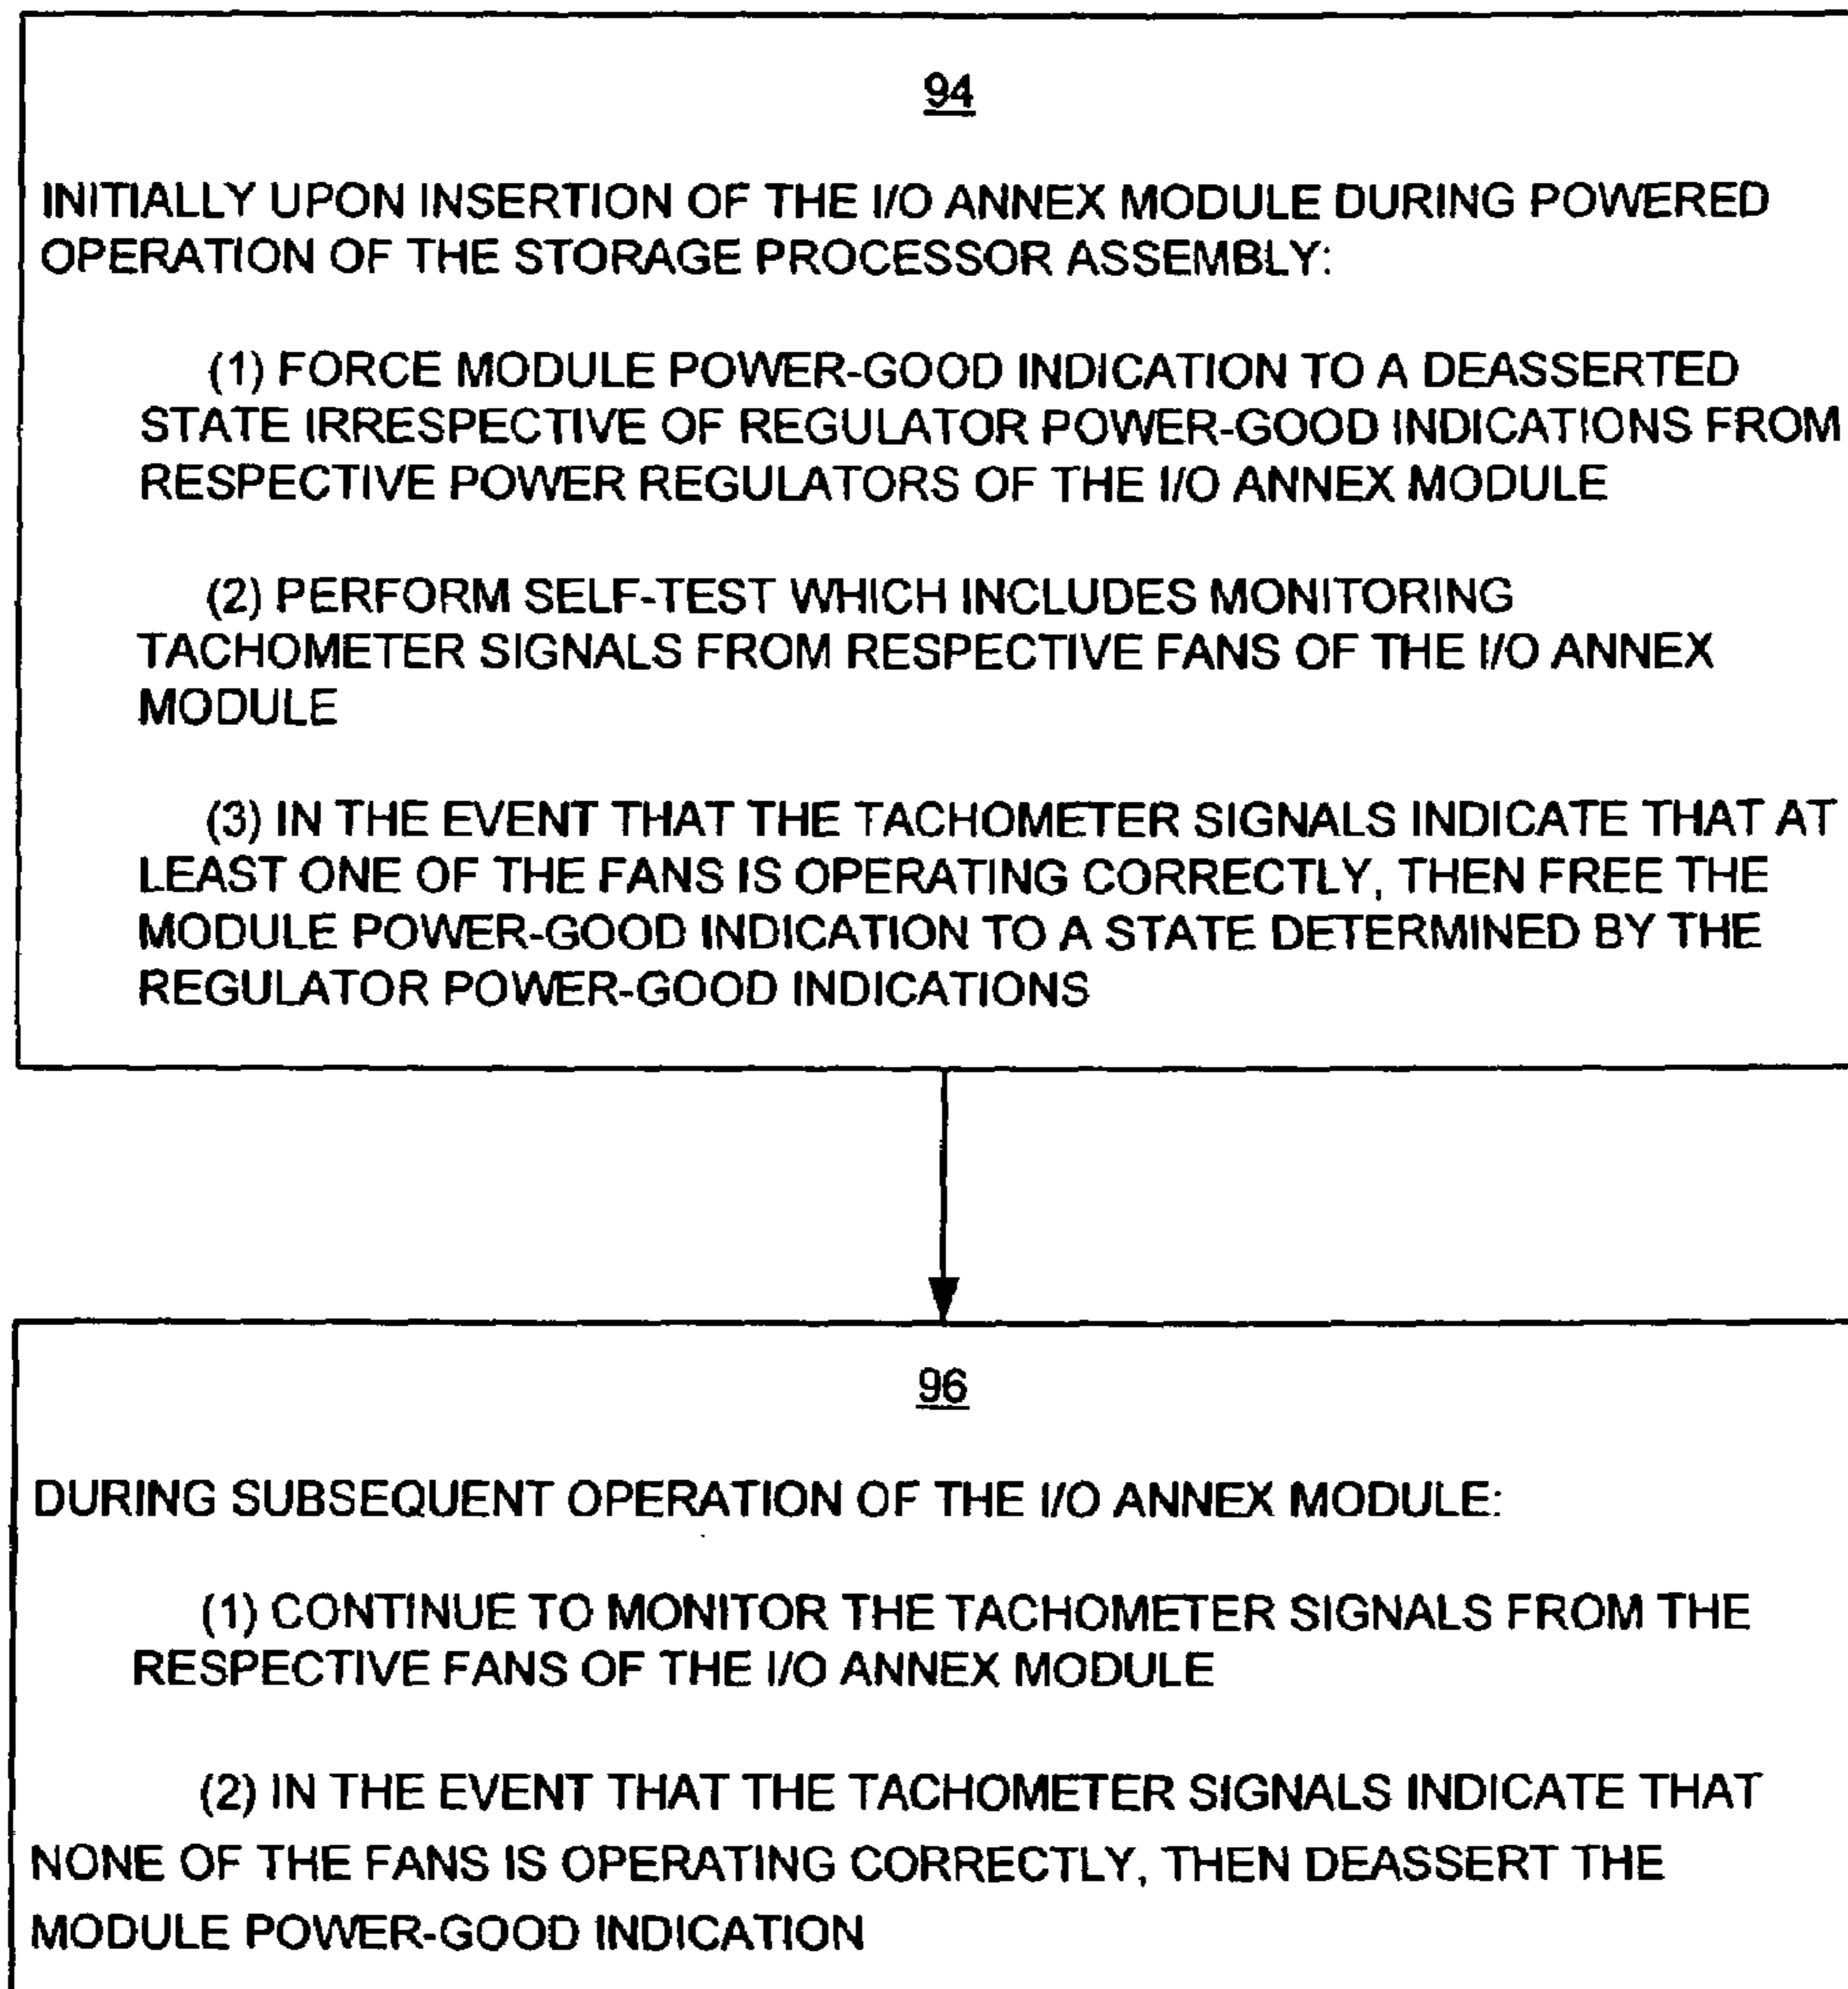 94
INITIALLY UPON INSERTION OF THE I/O ANNEX MODULE DURING POWERED
OPERATION OF THE STORAGE PROCESSOR ASSEMBLY:
(1) FORCE MODULE POWER-GOOD INDICATION TO A DEASSERTED
STATE IRRESPECTIVE OF REGULATOR POWER-GOOD INDICATIONS FROM
RESPECTIVE POWER REGULATORS OF THE I/O ANNEX MODULE
(2) PERFORM SELF-TEST WHICH INCLUDES MONITORING
TACHOMETER SIGNALS FROM RESPECTIVE FANS OF THE I/O ANNEX
MODULE
(3) IN THE EVENT THAT THE TACHOMETER SIGNALS INDICATE THAT AT
LEAST ONE OF THE FANS IS OPERATING CORRECTLY, THEN FREE THE
MODULE POWER-GOOD INDICATION TO A STATE DETERMINED BY THE
REGULATOR POWER-GOOD INDICATIONS
96
DURING SUBSEQUENT OPERATION OF THE I/O ANNEX MODULE:
(1) CONTINUE TO MONITOR THE TACHOMETER SIGNALS FROM THE
RESPECTIVE FANS OF THE I/O ANNEX MODULE
(2) IN THE EVENT THAT THE TACHOMETER SIGNALS INDICATE THAT
NONE OF THE FANS IS OPERATING CORRECTLY, THEN DEASSERT THE
MODULE POWER-GOOD INDICATION